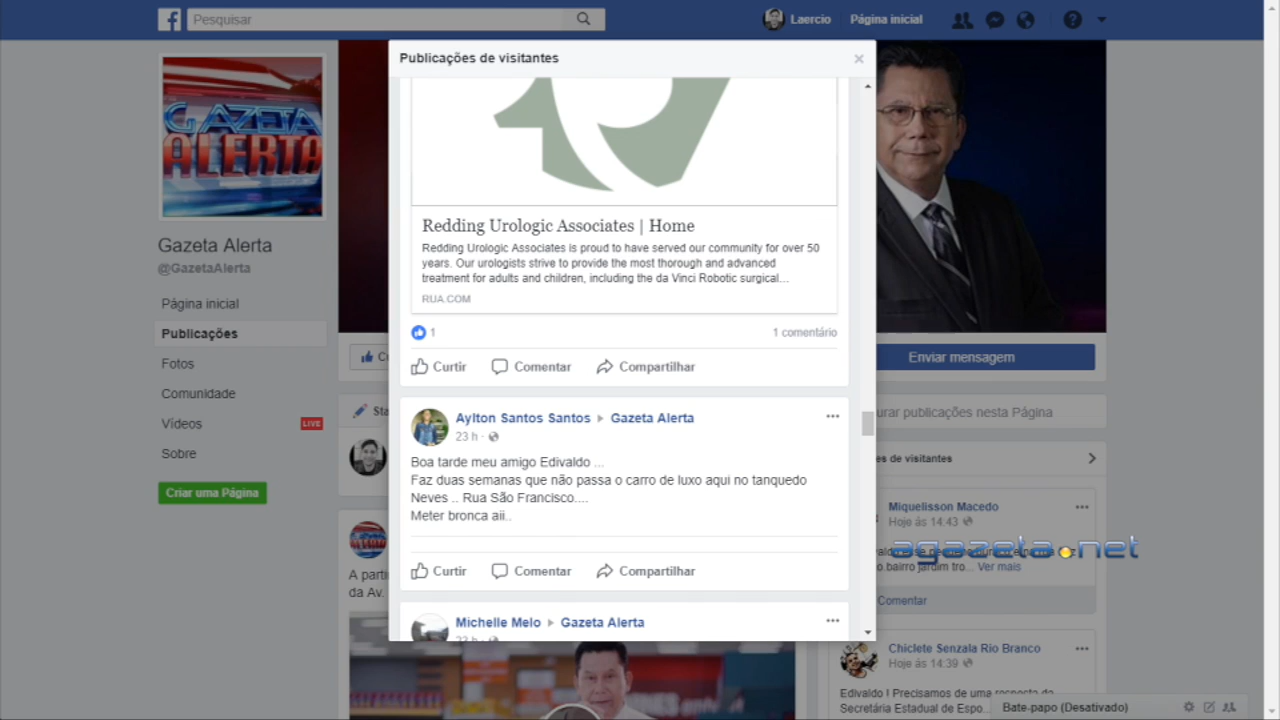 Pesquisar
Laercio
Página inicial
GAZETA
ALERTA
Gazeta Alerta
@GazetaAlerta
Página inicial
Publicações
Fotos
Comunidade
Vídeos
LIVE
Sobre
Criar uma Página
Publicações de visitantes
Redding Urologic Associates | Home
Redding Urologic Associates is proud to have served our community for over 50
years. Our urologists strive to provide the most thorough and advanced
treatment for adults and children, including the da Vinci Robotic surgical...
RUA.COM
1
1 comentário
Curtir
Comentar
Compartilhar
Aylton Santos Santos
Gazeta Alerta
23 h
Boa tarde meu amigo Edivaldo ...
Faz duas semanas que não passa o carro de luxo aqui no tanquedo
Neves .. Rua São Francisco....
Meter bronca aii..
Curtir
Comentar
Compartilhar
Michelle Melo
Gazeta Alerta
A parti
da Av.
Enviar mensagem
publicações nesta Página
de visitantes
Miquelisson Macedo
Hoje às 14:43
bairro jardim tro... Ver mais
Comentar
agazeta.net
Chiclete Senzala Rio Branco
Hoje às 14:39
Edivaldo ! Precisamos de uma resposta da
Secretária Estadual de Espo...
Bate-papo (Desativado)